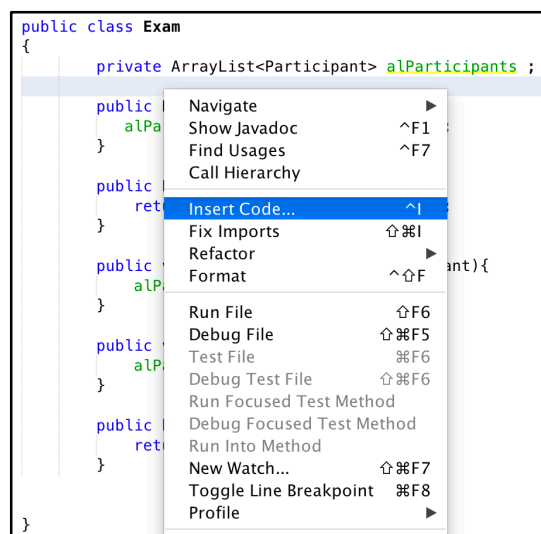 public class Exam
{
private ArrayList<Participant> alParticipants ;
public
alPa
}
public
retu
}
public ant){
alPa
}
public
alPa
}
public
retu
}
}
Navigate
Show Javadoc ^F1
Find Usages ^F7
Call Hierarchy
Insert Code... ^I
Fix Imports ⇧⌘I
Refactor
Format ^⇧F
Run File ⇧F6
Debug File ⇧⌘F5
Test File ⌘F6
Debug Test File ⇧⌘F6
Run Focused Test Method
Debug Focused Test Method
Run Into Method
New Watch... ⇧⌘F7
Toggle Line Breakpoint ⌘F8
Profile